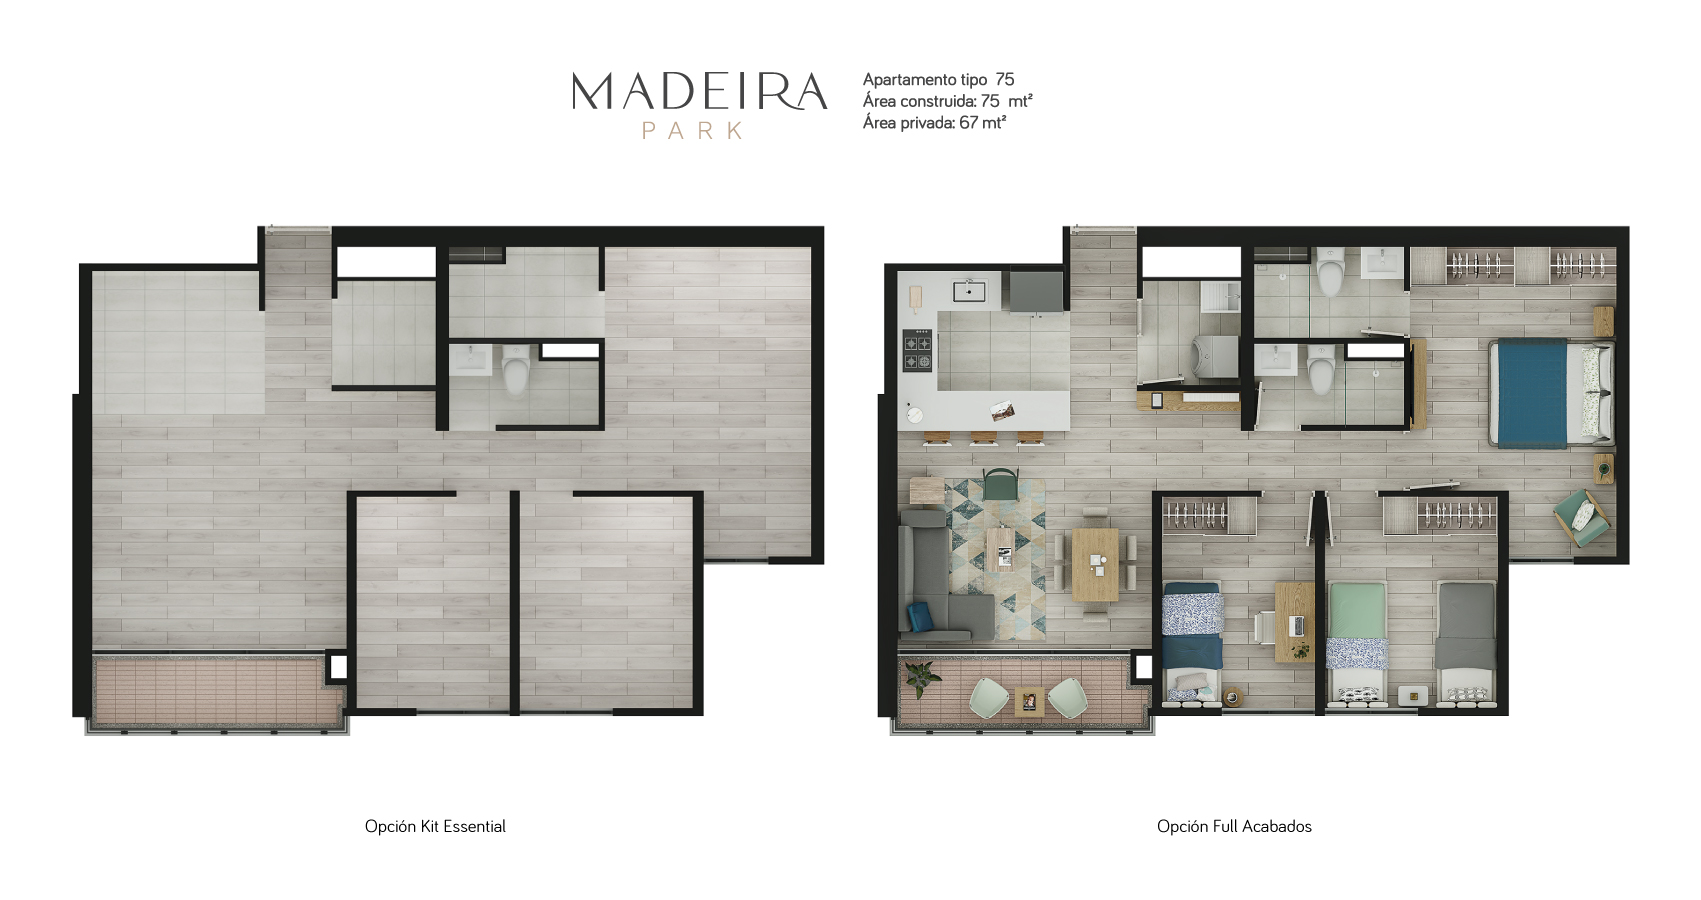 MADEIRA
PARK
Apartamento tipo 75
Área construida: 75 mt²
Área privada: 67 mt²
Opción Kit Essential
Opción Full Acabados